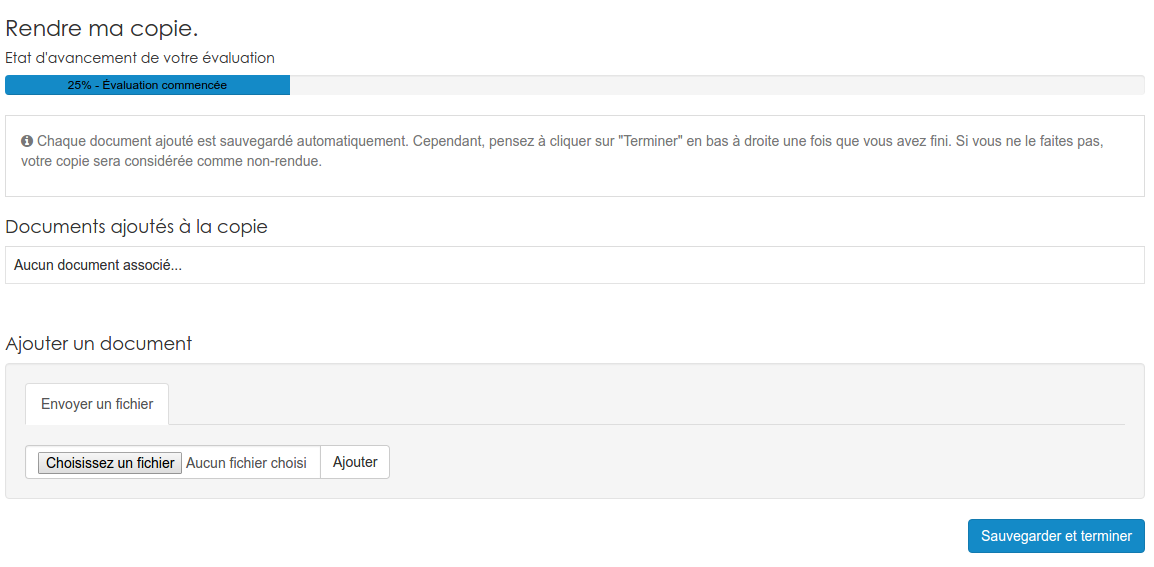 Rendre ma copie.
Etat d'avancement de votre évaluation
25% - Évaluation commencée
Chaque document ajouté est sauvegardé automatiquement. Cependant, pensez à cliquer sur "Terminer" en bas à droite une fois que vous avez fini. Si vous ne le faites pas,
votre copie sera considérée comme non-rendue.
Documents ajoutés à la copie
Aucun document associé...
Ajouter un document
Envoyer un fichier
Choisissez un fichier Aucun fichier choisi Ajouter
Sauvegarder et terminer